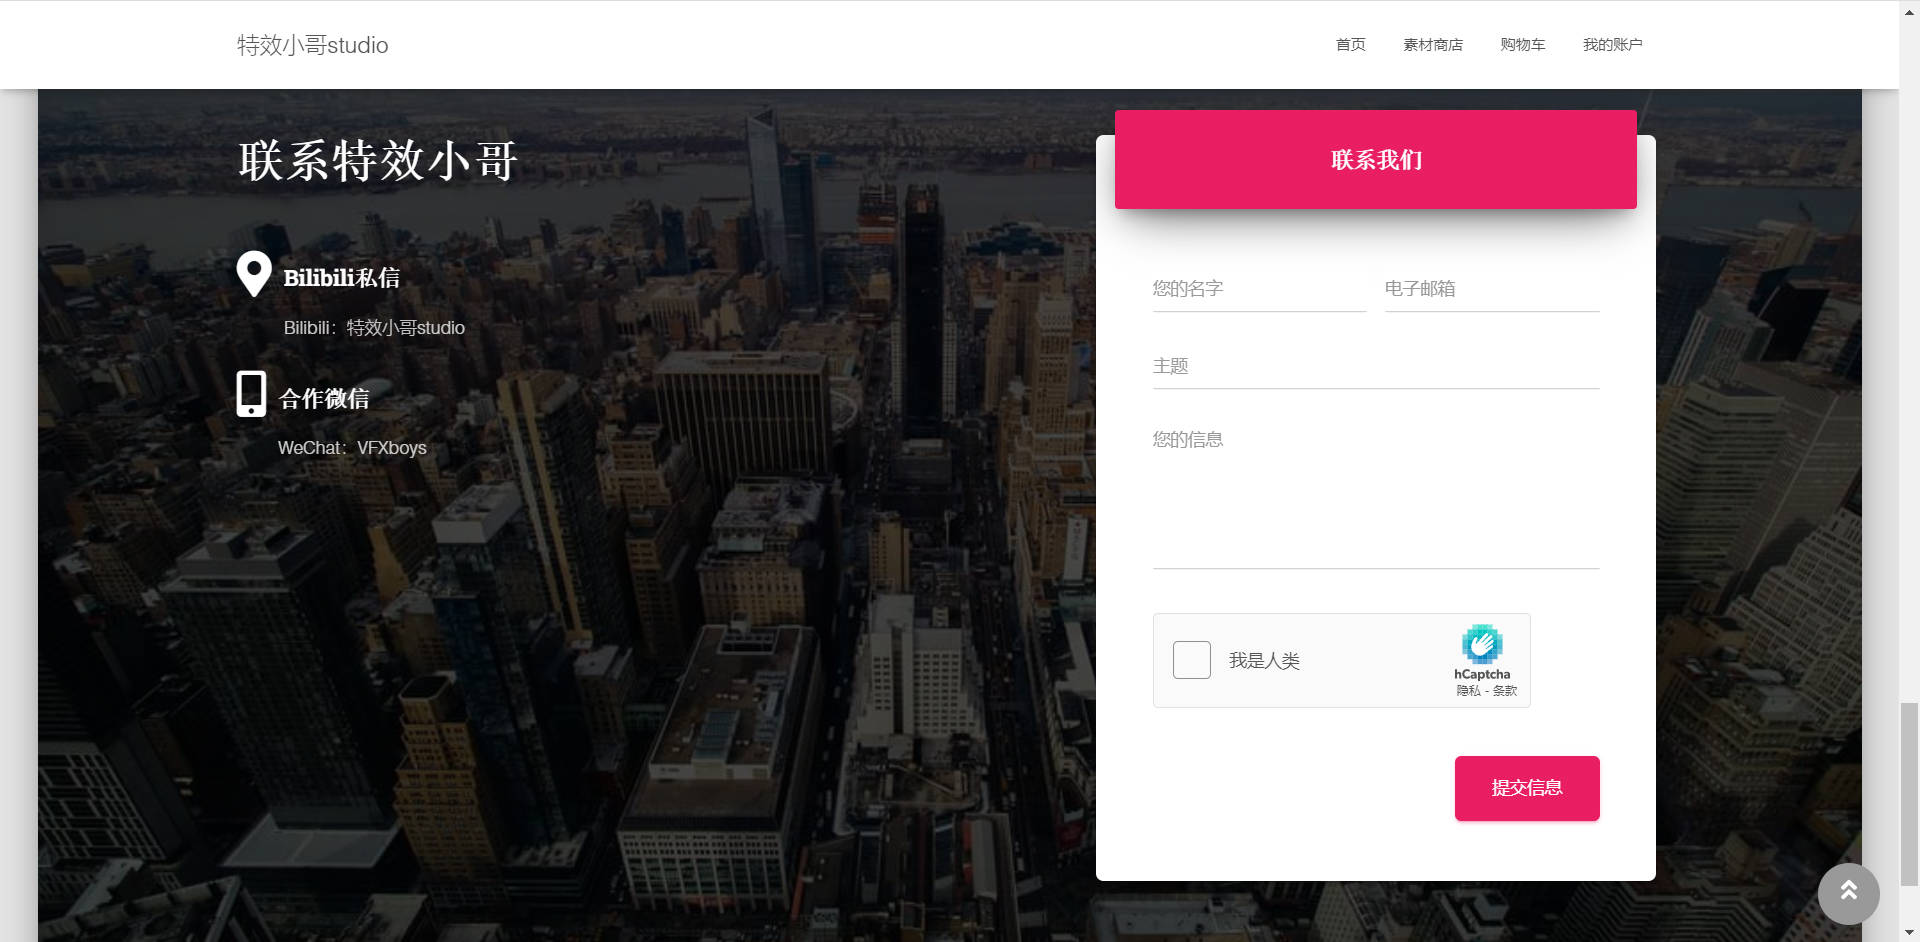 特效小哥studio
首页 素材商店 购物车 我的账户
联系特效小哥
Bilibili私信
Bilibili：特效小哥studio
合作微信
WeChat：VFXboys
联系我们
您的名字 电子邮箱
主题
您的信息
我是人类
hCaptcha
隐私 - 条款
提交信息